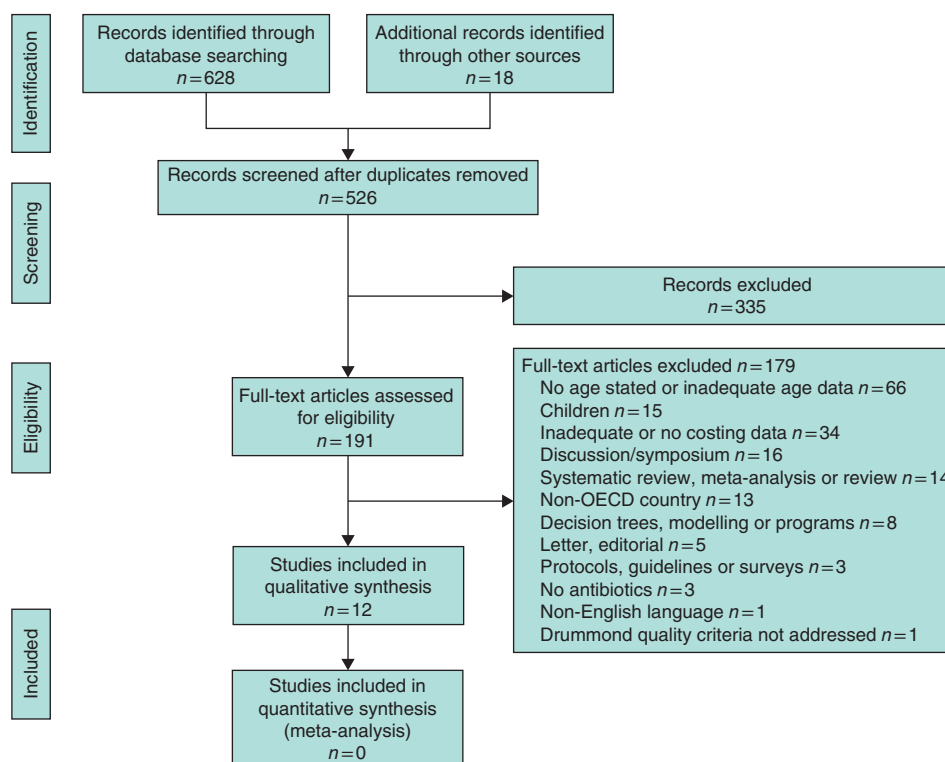 Identification
Records identified through
database searching
n=628
Additional records identified
through other sources
n=18
Records screened after duplicates removed
n=526
Screening
Records excluded
n=335
Eligibility
Full-text articles assessed
for eligibility
n=191
Full-text articles excluded n=179
No age stated or inadequate age data n=66
Children n=15
Inadequate or no costing data n=34
Discussion/symposium n=16
Systematic review, meta-analysis or review n=14
Non-OECD country n=13
Decision trees, modelling or programs n=8
Letter, editorial n=5
Protocols, guidelines or surveys n=3
No antibiotics n=3
Non-English language n=1
Drummond quality criteria not addressed n=1
Studies included in
qualitative synthesis
n=12
Included
Studies included in
quantitative synthesis
(meta-analysis)
n=0